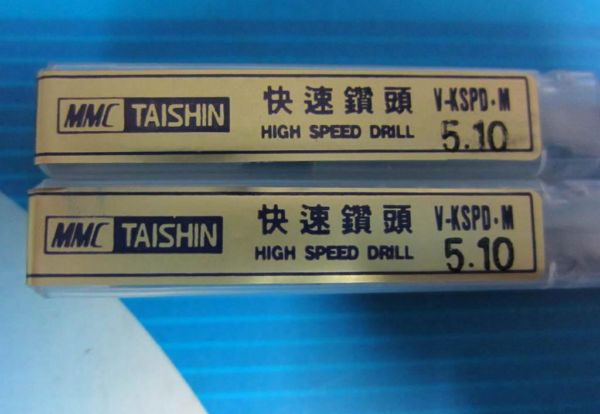 MMC TAISHIN 快速鑽頭 V-KSPD·M
HIGH SPEED DRILL 5.10
MMC TAISHIN 快速鑽頭 V-KSPD·M
HIGH SPEED DRILL 5.10